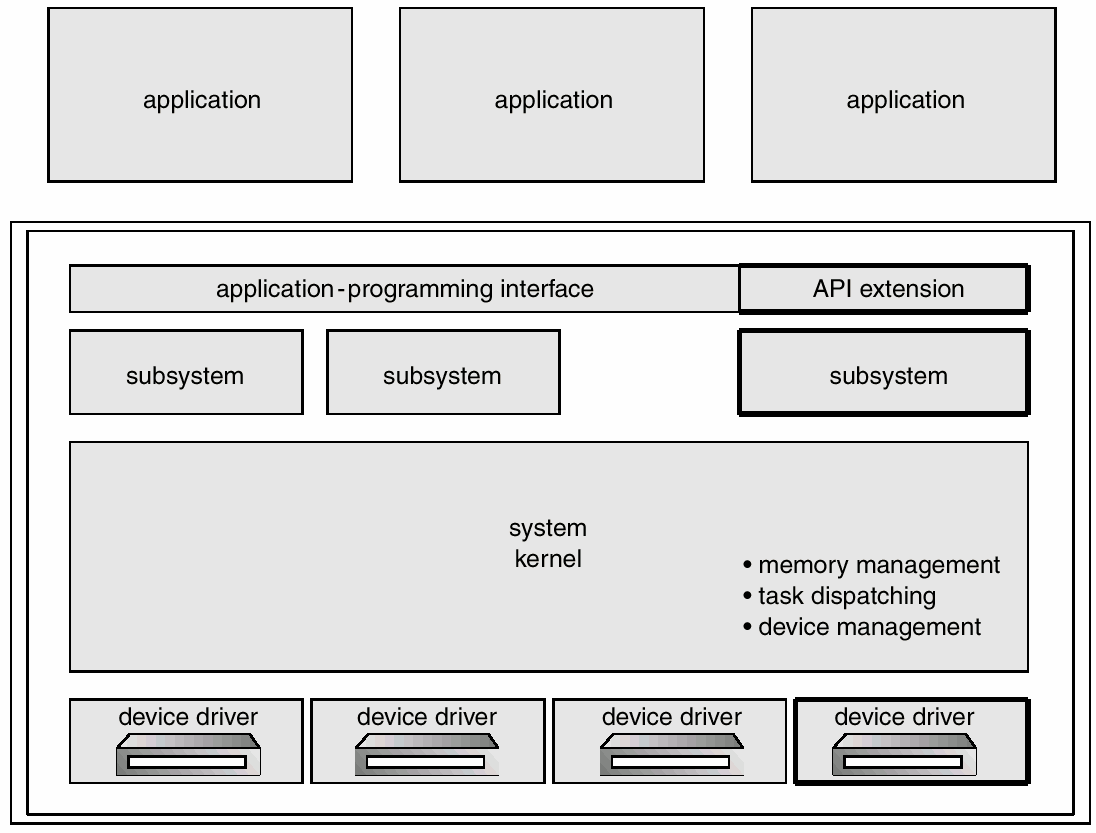 application
application
application
application-programming interface
API extension
subsystem
subsystem
subsystem
system
kernel
• memory management
• task dispatching
• device management
device driver
device driver
device driver
device driver